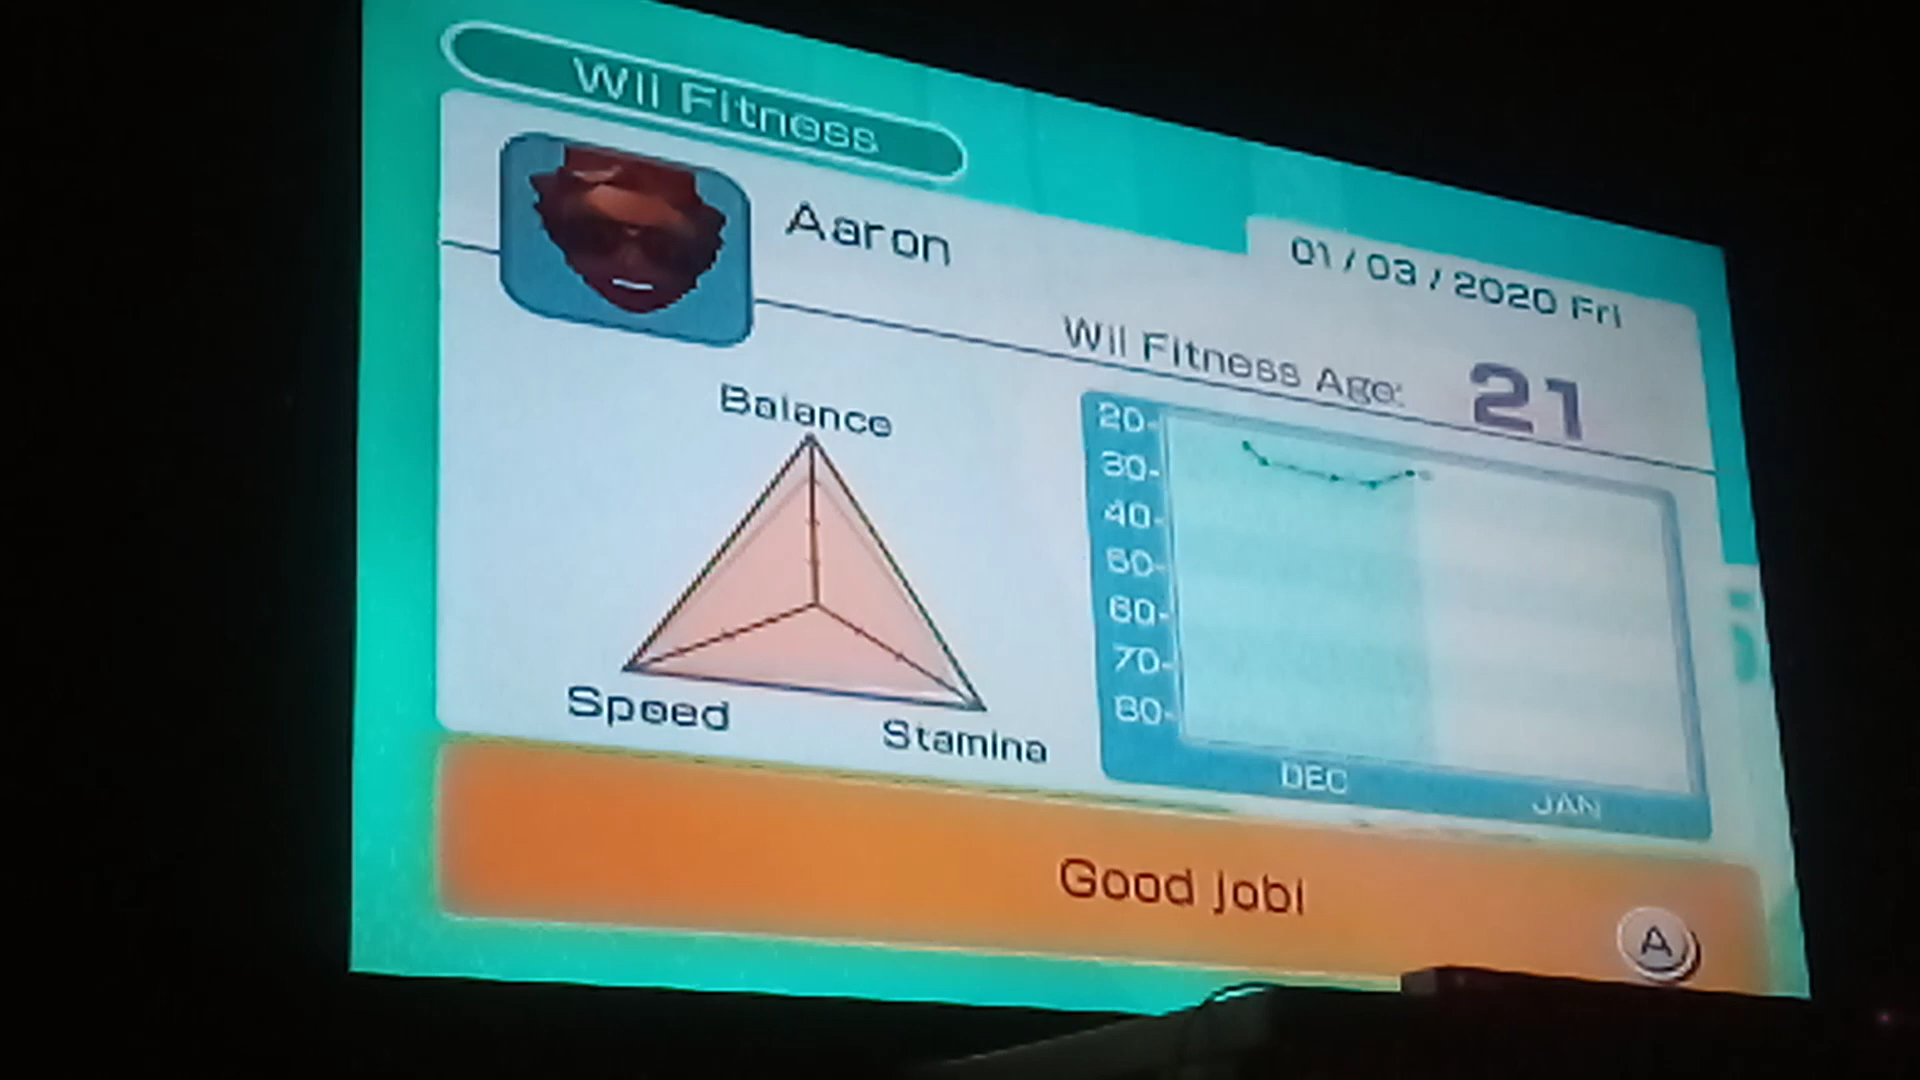 Wii Fitness
Aaron
01/03/2020 Fri
Wii Fitness Age:
21
Balance
Speed
Stamina
20-
30-
40-
50-
60-
70-
80-
DEC
JAN
Good job!
A